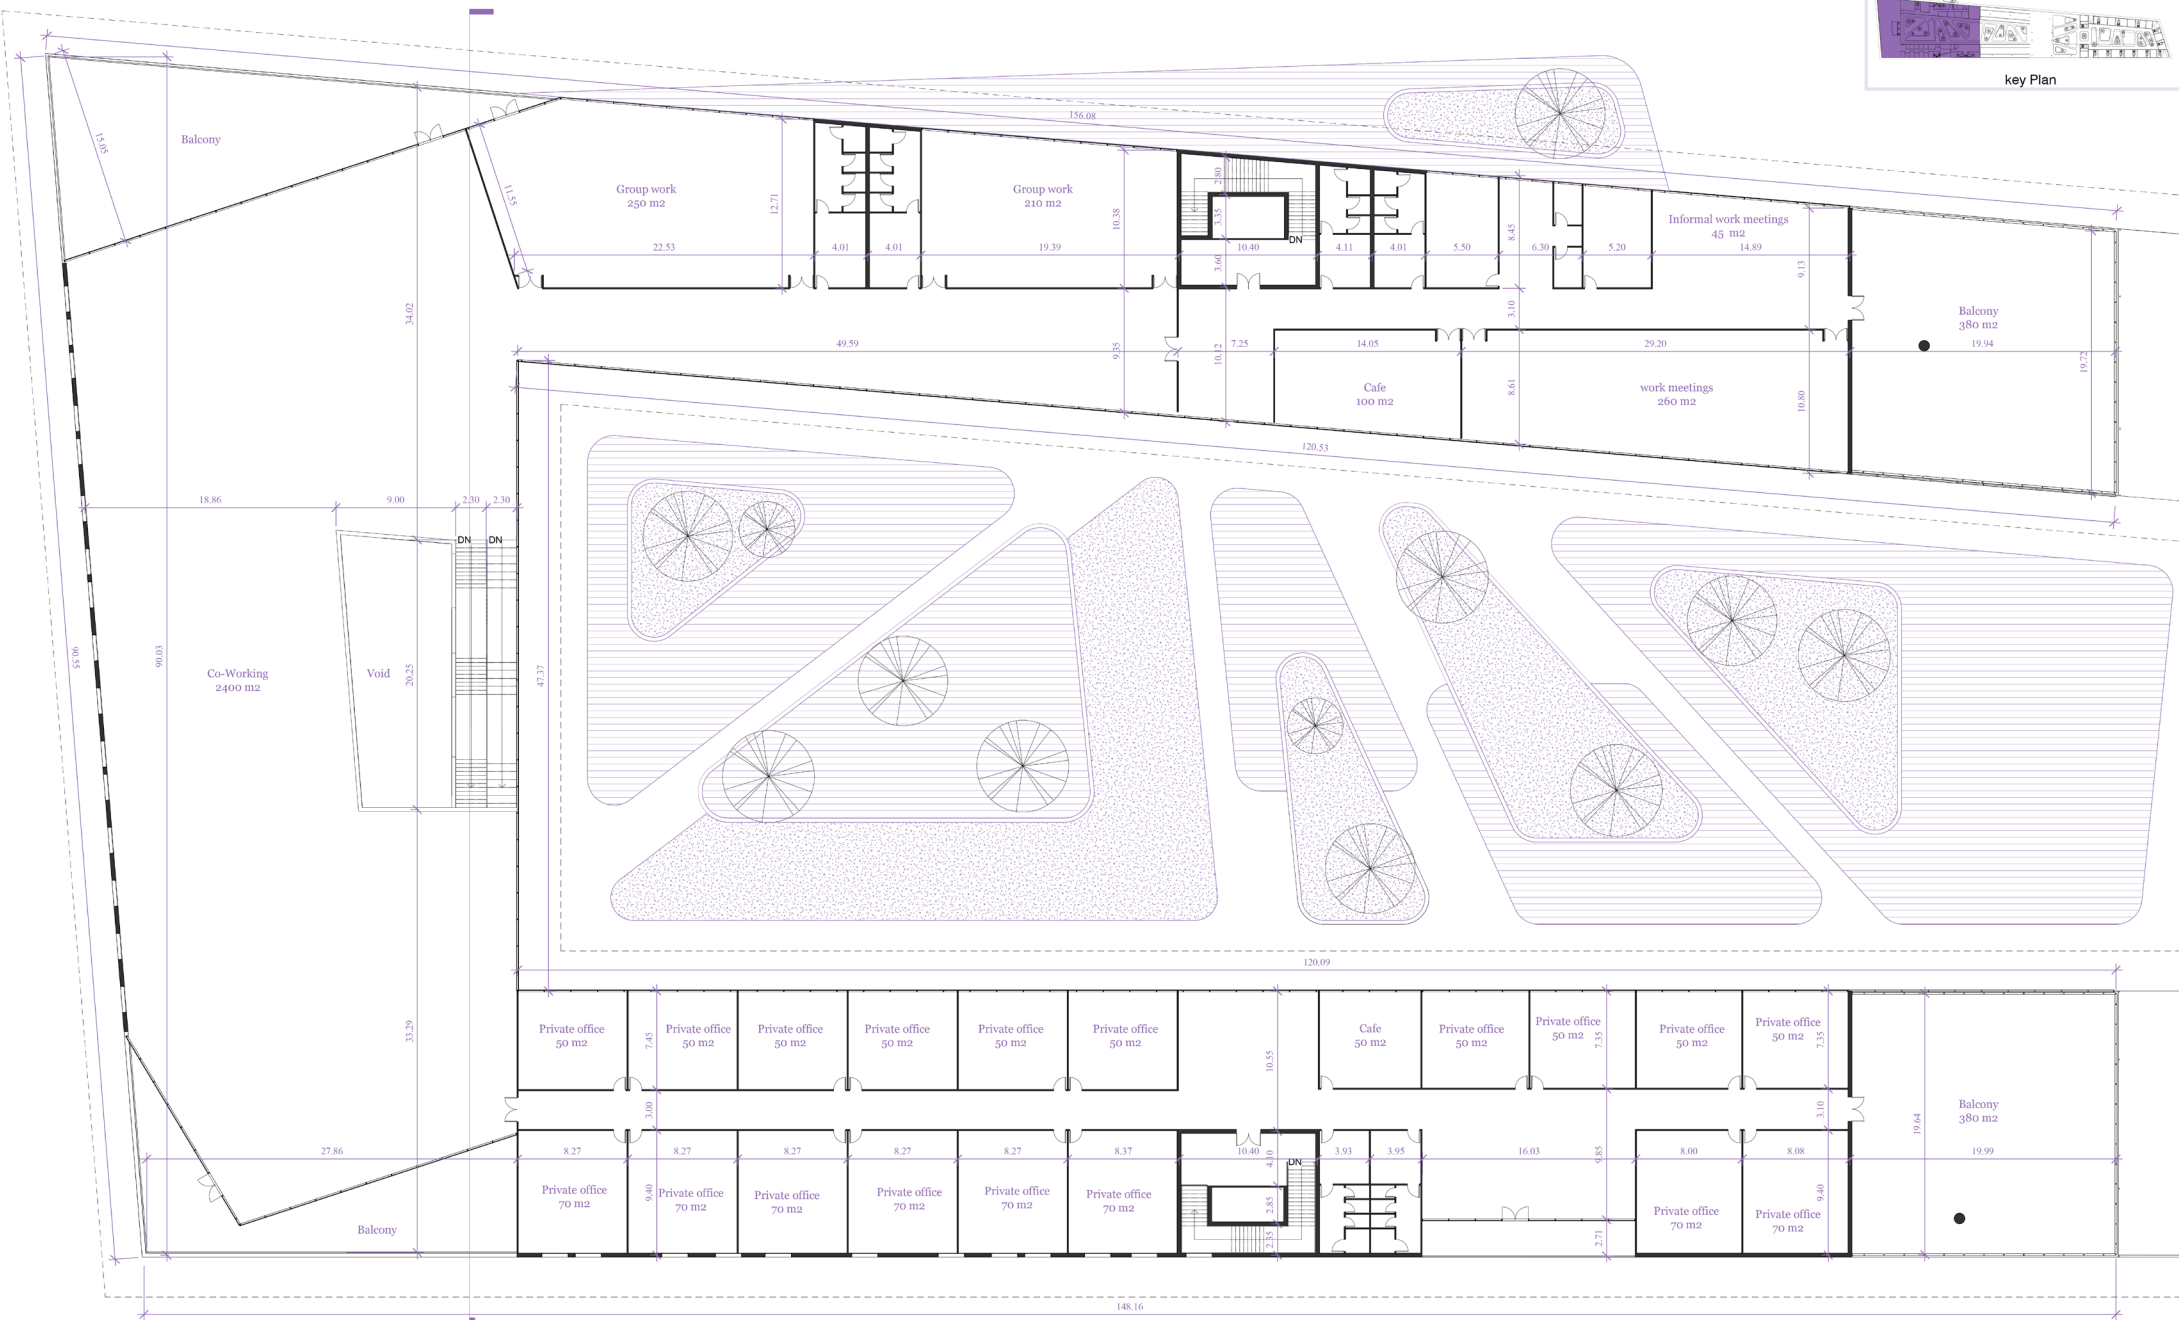 key Plan
156.08
Balcony
15.05
11.55
Group work
250 m2
12.71
Group work
210 m2
10.38
2.80
3.35
3.60
DN
22.53
4.01
4.01
19.39
10.40
4.11
4.01
5.50
8.45
6.30
5.20
Informal work meetings
45 m2
14.89
9.13
34.02
3.10
Balcony
380 m2
19.94
19.72
49.59
9.35
10.12
7.25
14.05
29.20
Cafe
100 m2
8.61
work meetings
260 m2
10.80
120.53
18.86
9.00
2.30
2.30
DN
DN
90.55
90.03
Co-Working
2400 m2
Void
20.25
47.37
120.09
33.29
Private office
50 m2
7.45
Private office
50 m2
Private office
50 m2
Private office
50 m2
Private office
50 m2
Private office
50 m2
10.55
Cafe
50 m2
Private office
50 m2
Private office
50 m2
7.35
Private office
50 m2
Private office
50 m2
7.35
3.00
3.10
Balcony
380 m2
19.64
27.86
8.27
8.27
8.27
8.27
8.27
8.37
10.40
4.10
DN
3.93
3.95
16.03
9.85
8.00
8.08
19.99
Private office
70 m2
9.40
Private office
70 m2
Private office
70 m2
Private office
70 m2
Private office
70 m2
Private office
70 m2
2.85
2.35
2.71
Private office
70 m2
Private office
70 m2
9.40
Balcony
148.16